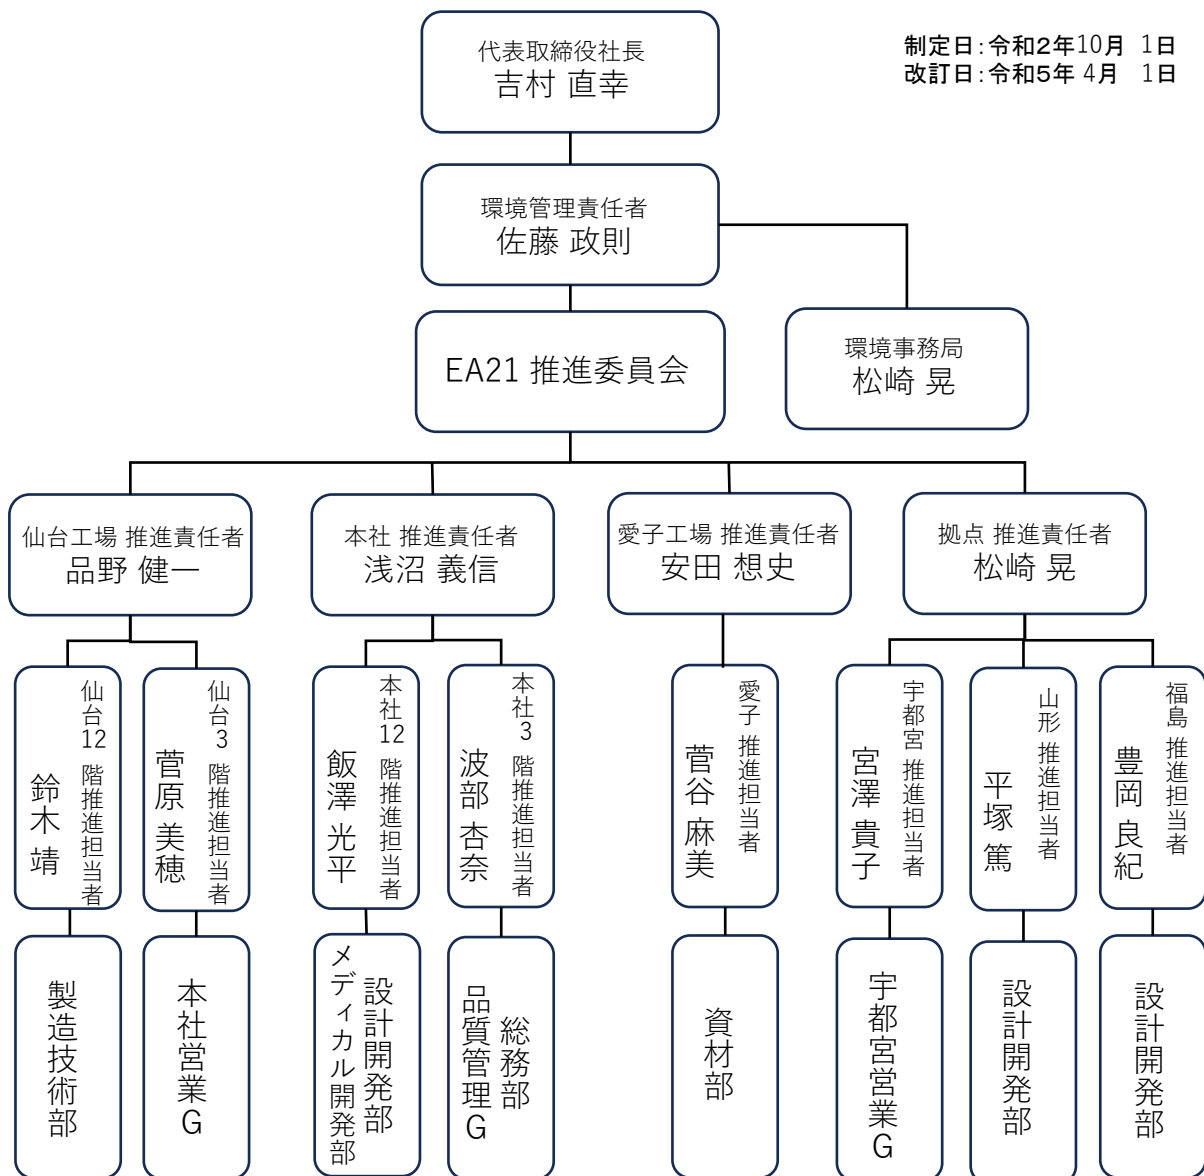 代表取締役社長
吉村 直幸
制定日:令和2年10月 1日
改訂日:令和5年 4月 1日
環境管理責任者
佐藤 政則
EA21 推進委員会
環境事務局
松崎 晃
仙台工場 推進責任者
品野 健一
本社 推進責任者
浅沼 義信
愛子工場 推進責任者
安田 想史
拠点 推進責任者
松崎 晃
仙台12 階推進担当者
鈴木 靖
仙台3 階推進担当者
菅原 美穂
本社12 階推進担当者
飯澤 光平
本社3 階推進担当者
波部 杏奈
愛子 推進担当者
菅谷 麻美
宇都宮 推進担当者
宮澤 貴子
山形 推進担当者
平塚 篤
福島 推進担当者
豊岡 良紀
製造技術部
本社営業G
設計開発部
メディカル開発部
総務部
品質管理G
資材部
宇都宮営業G
設計開発部
設計開発部